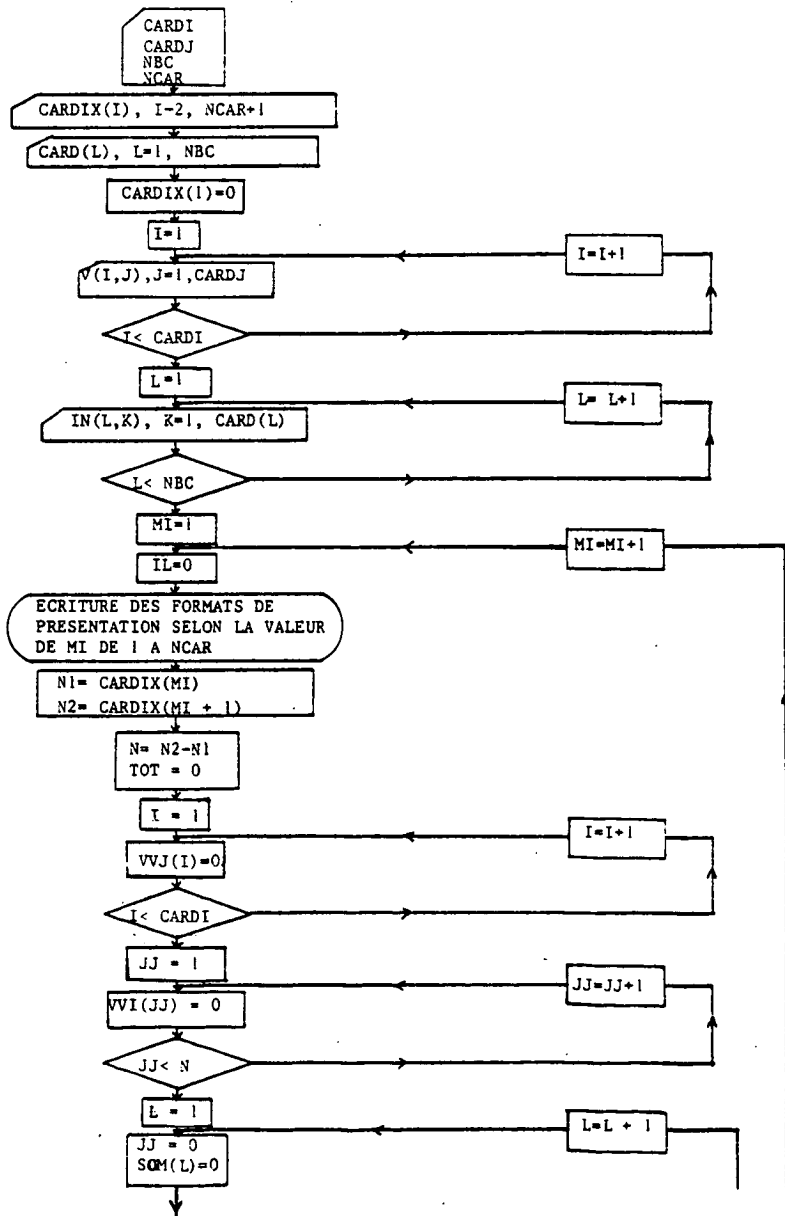 CARDI
CARDJ
NBC
NCAR
CARDIX(I), I-2, NCAR+1
CARD(L), L=1, NBC
CARDIX(1)=0
I=1
I=I+1
V(I,J),J=1,CARDJ
I< CARDI
L=1
L= L+1
IN(L,K), K=1, CARD(L)
L< NBC
MI=1
MI=MI+1
IL=0
ECRITURE DES FORMATS DE
PRESENTATION SELON LA VALEUR
DE MI DE 1 A NCAR
N1= CARDIX(MI)
N2= CARDIX(MI + 1)
N= N2-N1
TOT = 0
I = 1
I=I+1
VVJ(I)=0
I< CARDI
JJ = 1
JJ=JJ+1
VVI(JJ) = 0
JJ< N
L = 1
L=L + 1
JJ = 0
SOM(L)=0